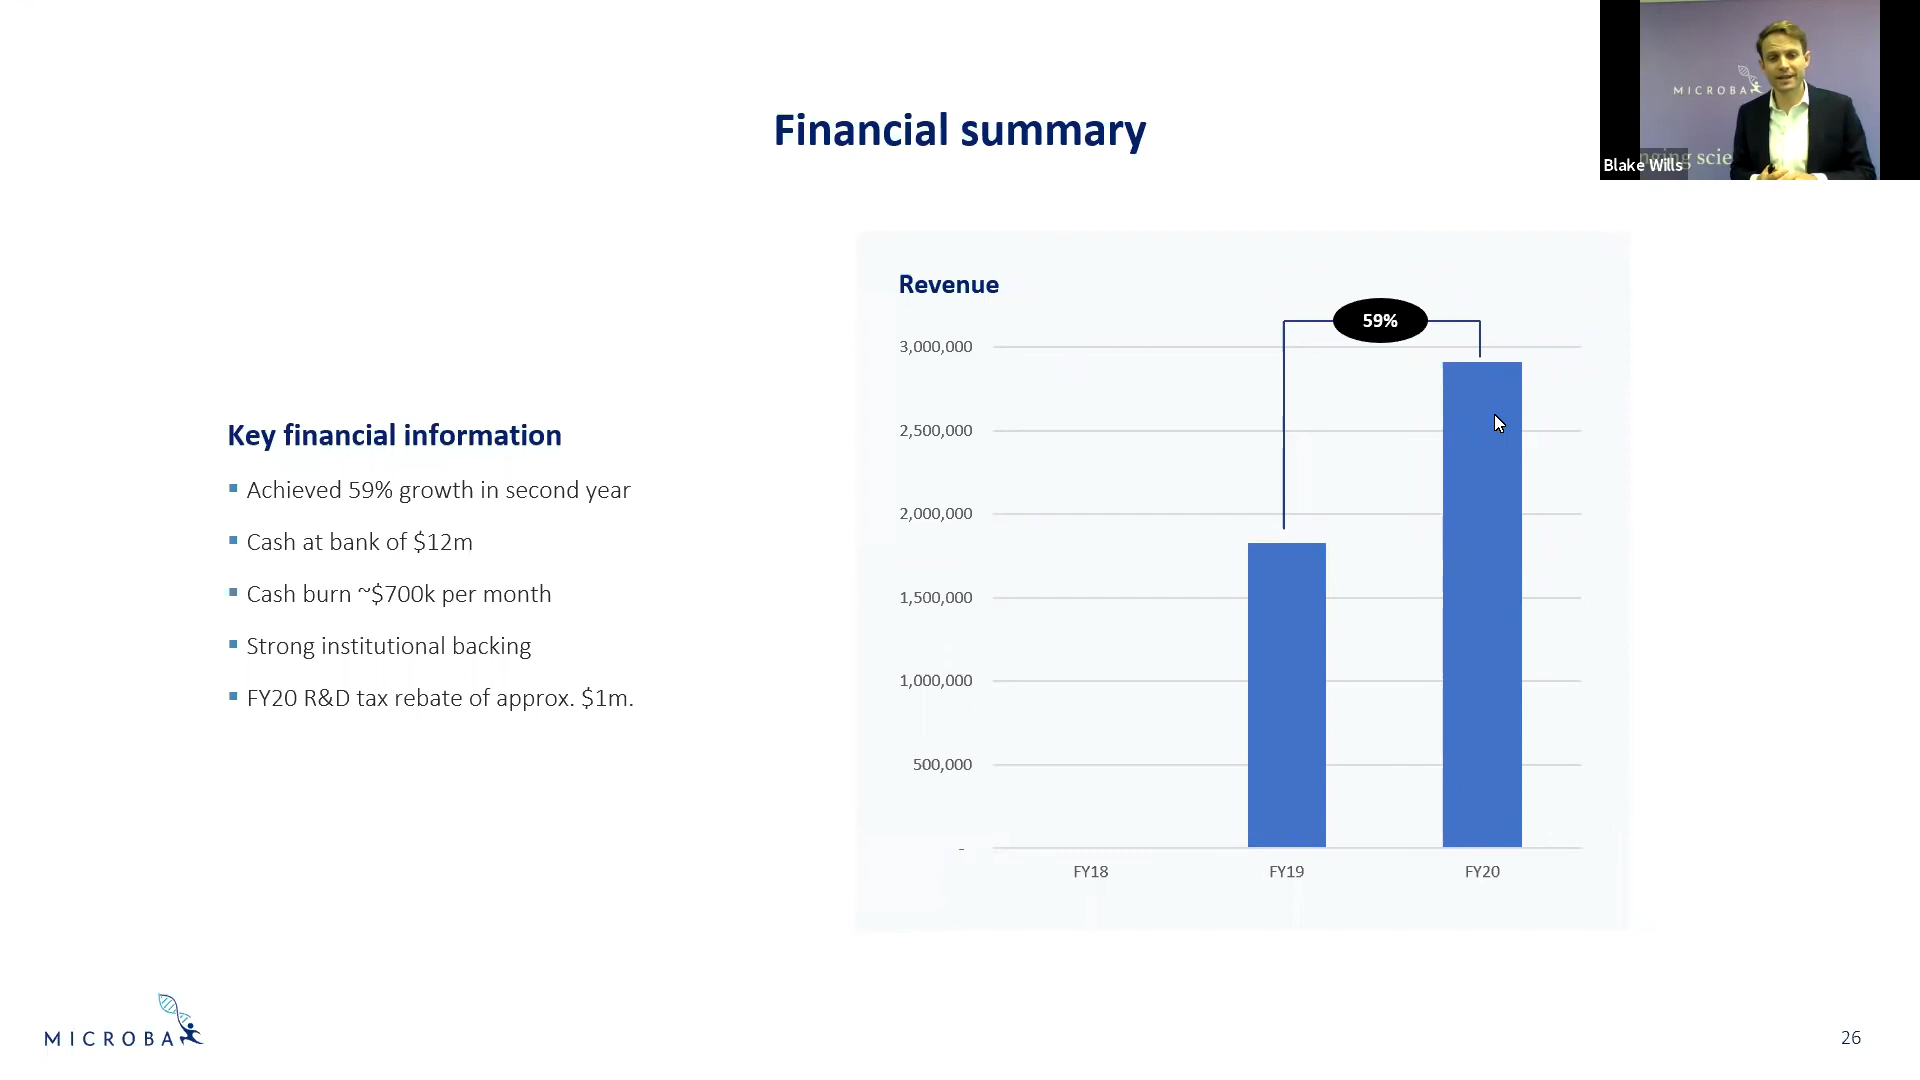 Financial summary
MICROBA
nging scie
Blake Wills
Key financial information
Achieved 59% growth in second year
Cash at bank of $12m
Cash burn ~$700k per month
Strong institutional backing
FY20 R&D tax rebate of approx. $1m.
Revenue
59%
3,000,000
2,500,000
2,000,000
1,500,000
1,000,000
500,000
-
FY18 FY19 FY20
MICROBA
26